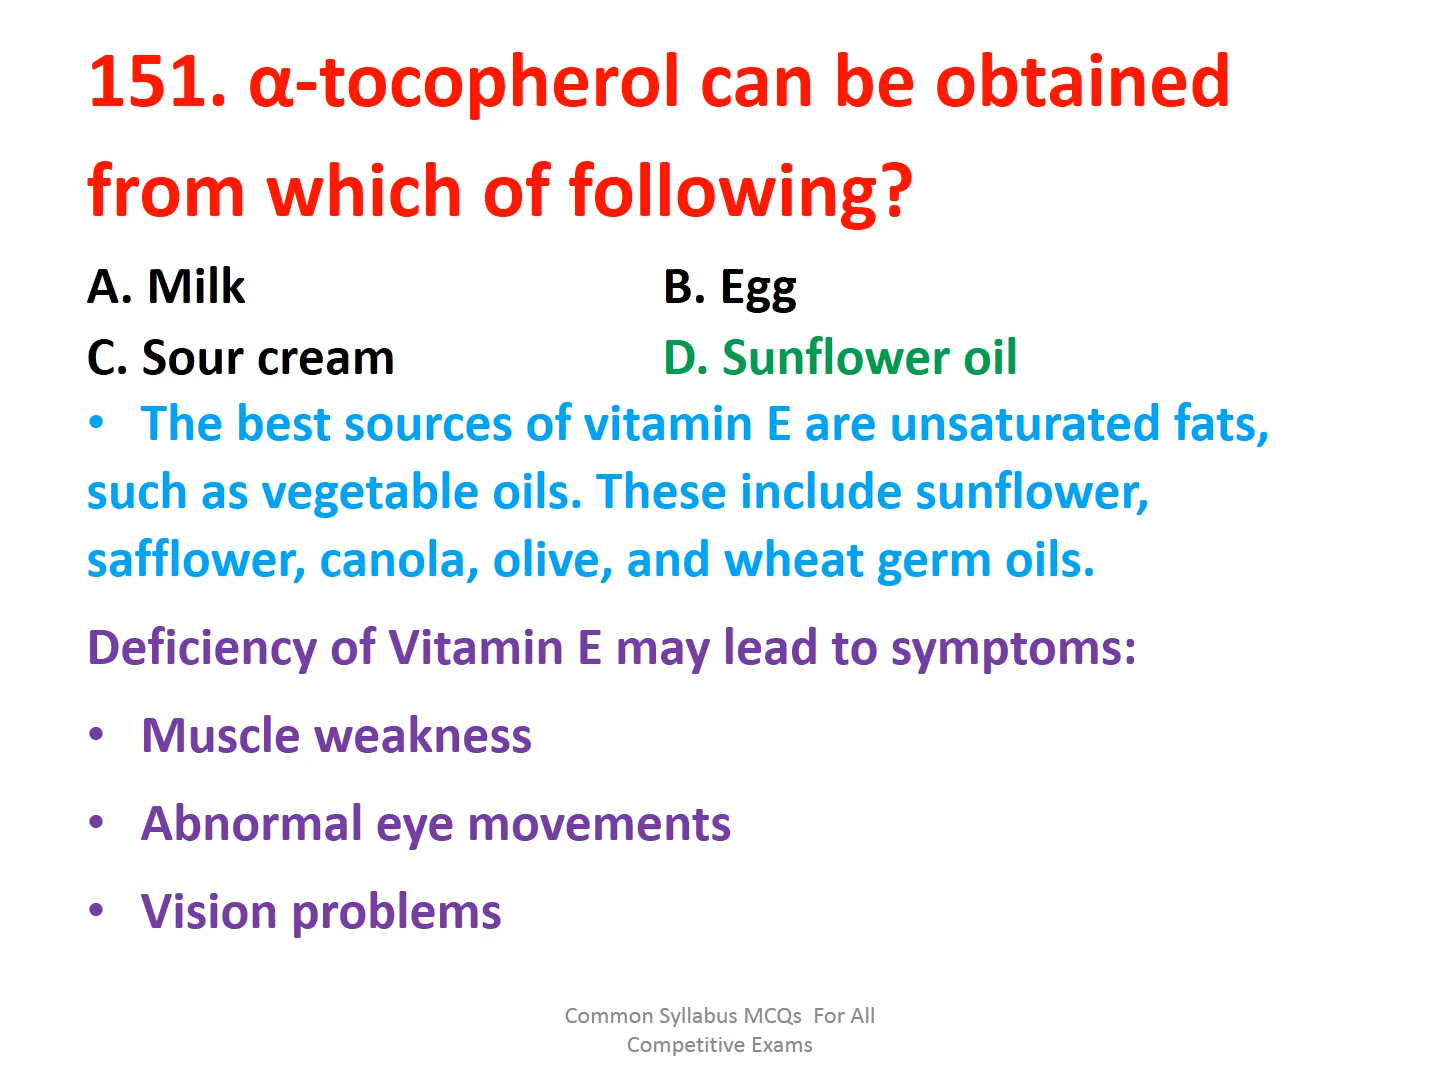 151. α-tocopherol can be obtained
from which of following?
A. Milk B. Egg
C. Sour cream D. Sunflower oil
• The best sources of vitamin E are unsaturated fats,
such as vegetable oils. These include sunflower,
safflower, canola, olive, and wheat germ oils.
Deficiency of Vitamin E may lead to symptoms:
• Muscle weakness
• Abnormal eye movements
• Vision problems
Common Syllabus MCQs For All
Competitive Exams